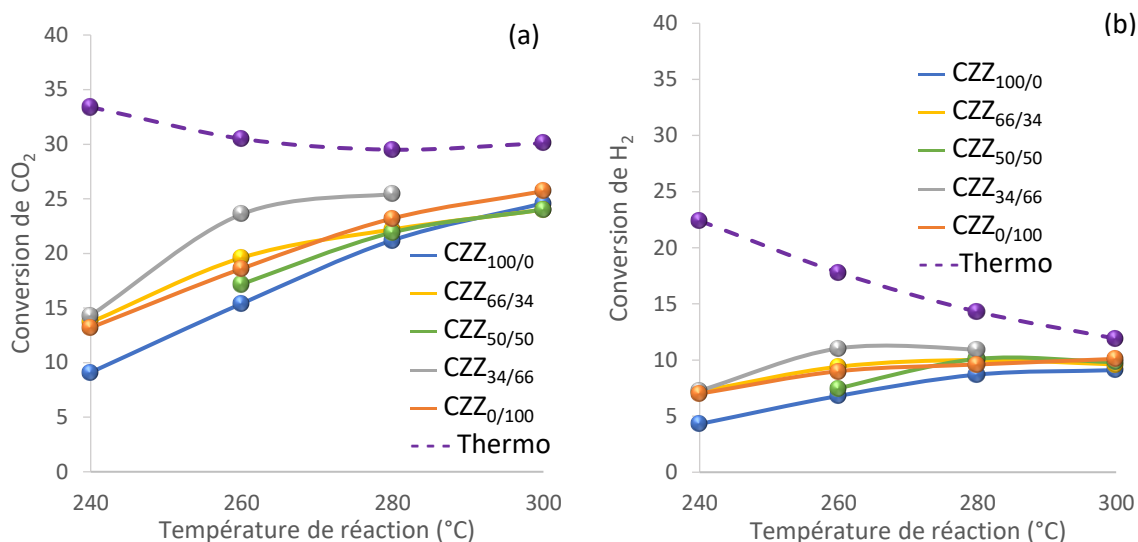 (a)
Conversion de CO₂
40
35
30
25
20
15
10
5
0
240 260 280 300
Température de réaction (°C)
CZZ₁₀₀/₀
CZZ₆₆/₃₄
CZZ₅₀/₅₀
CZZ₃₄/₆₆
CZZ₀/₁₀₀
Thermo
(b)
Conversion de H₂
40
35
30
25
20
15
10
5
0
240 260 280 300
Température de réaction (°C)
CZZ₁₀₀/₀
CZZ₆₆/₃₄
CZZ₅₀/₅₀
CZZ₃₄/₆₆
CZZ₀/₁₀₀
Thermo